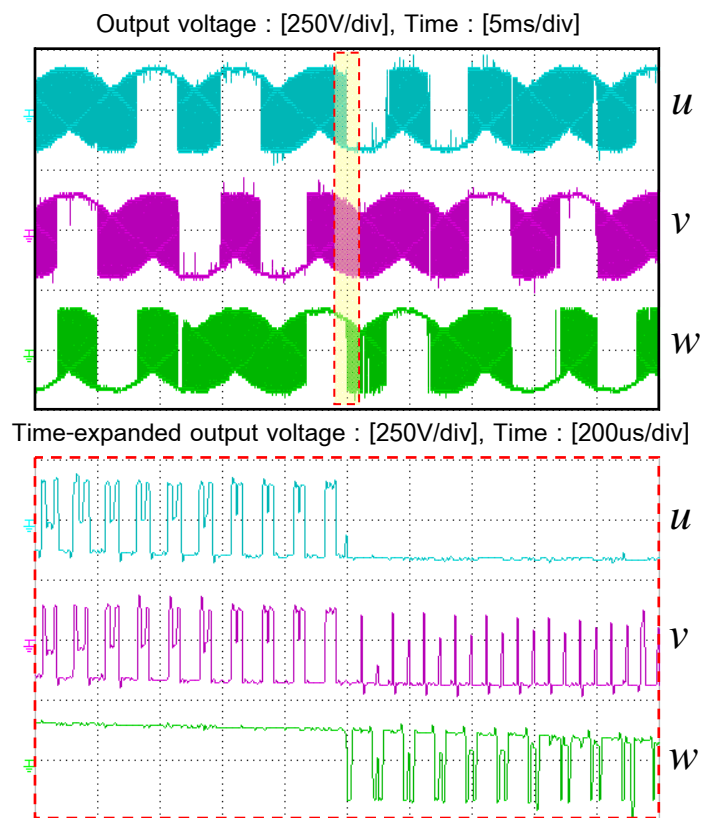 Output voltage : [250V/div], Time : [5ms/div]
u
v
w
Time-expanded output voltage : [250V/div], Time : [200us/div]
u
v
w